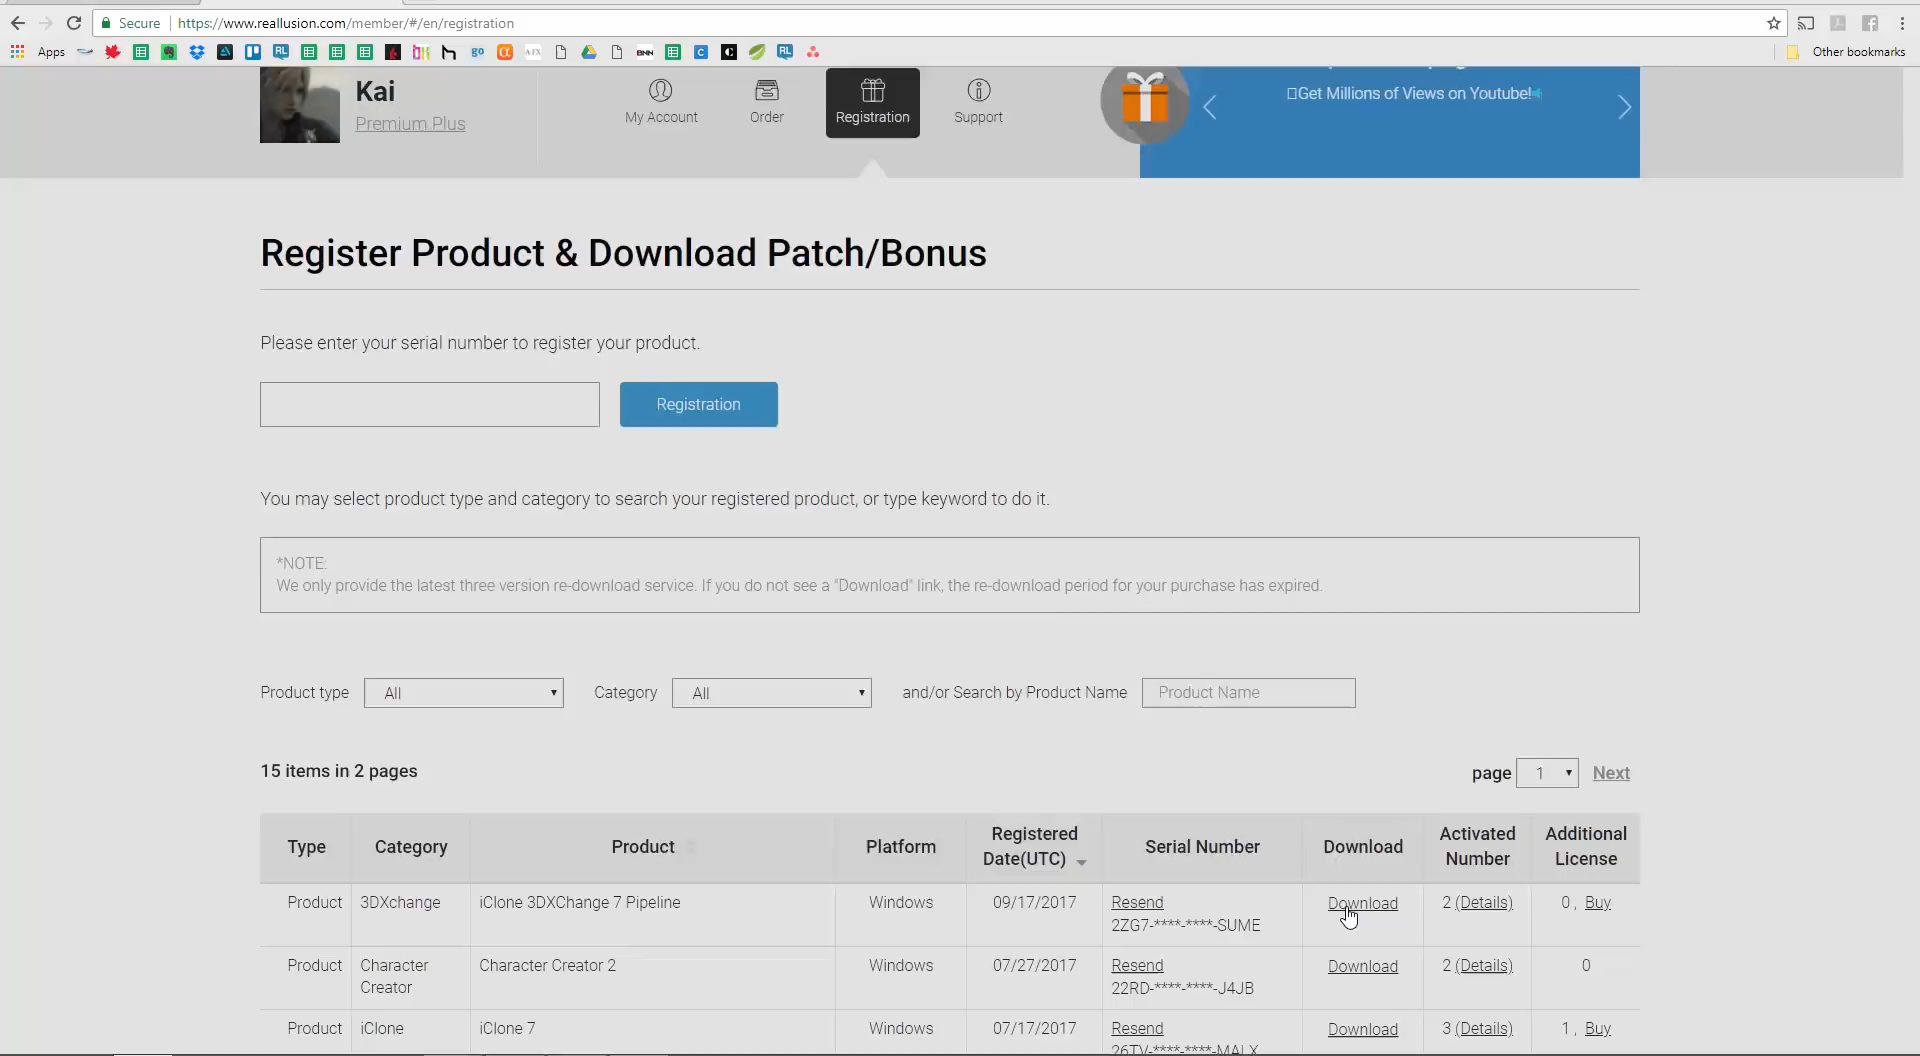 Secure https://www.reallusion.com/member/#/en/registration
Apps
Other bookmarks
Kai
Premium Plus
My Account
Order
Registration
Support
Get Millions of Views on Youtube!
Register Product & Download Patch/Bonus
Please enter your serial number to register your product.
Registration
You may select product type and category to search your registered product, or type keyword to do it.
*NOTE:
We only provide the latest three version re-download service. If you do not see a "Download" link, the re-download period for your purchase has expired.
Product type All Category All and/or Search by Product Name Product Name
15 items in 2 pages
page 1 Next
Type Category Product Platform Registered Date(UTC) Serial Number Download Activated Number Additional License
Product 3DXchange iClone 3DXChange 7 Pipeline Windows 09/17/2017 Resend Download 2 (Details) 0 , Buy
2ZG7-****-****-SUME
Product Character Creator Character Creator 2 Windows 07/27/2017 Resend Download 2 (Details) 0
22RD-****-****-J4JB
Product iClone iClone 7 Windows 07/17/2017 Resend Download 3 (Details) 1 , Buy
26TV-****-****-MALX